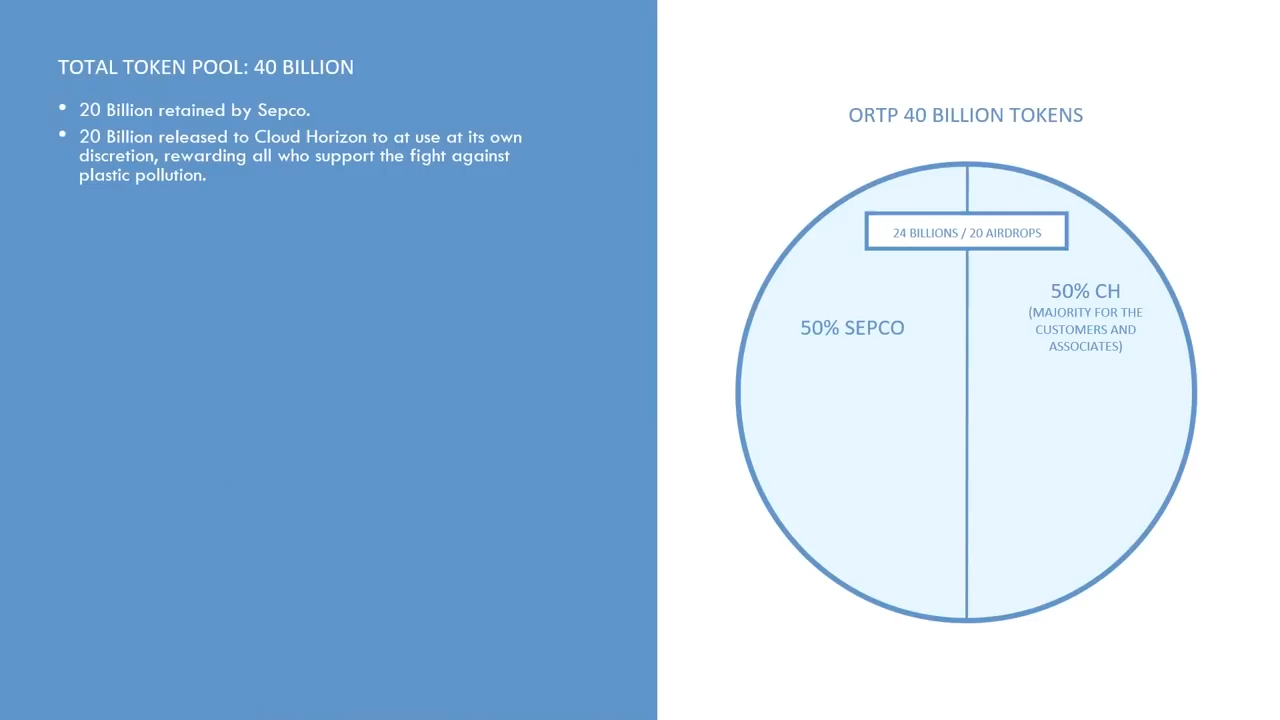 TOTAL TOKEN POOL: 40 BILLION
• 20 Billion retained by Sepco.
• 20 Billion released to Cloud Horizon to at use at its own
discretion, rewarding all who support the fight against
plastic pollution.
ORTP 40 BILLION TOKENS
24 BILLIONS / 20 AIRDROPS
50% SEPCO
50% CH
(MAJORITY FOR THE
CUSTOMERS AND
ASSOCIATES)